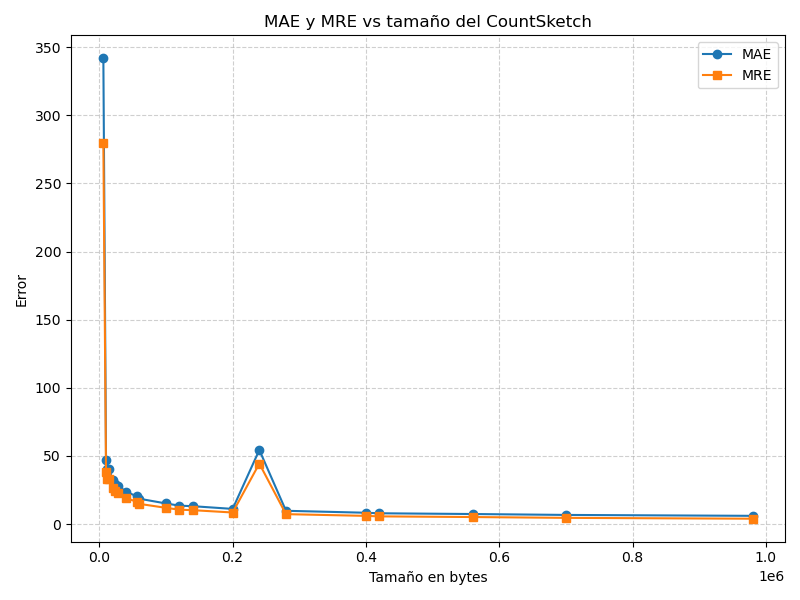 MAE y MRE vs tamaño del CountSketch
MAE
MRE
350
300
250
200
150
100
50
0
Error
0.0
0.2
0.4
0.6
0.8
1.0
1e6
Tamaño en bytes